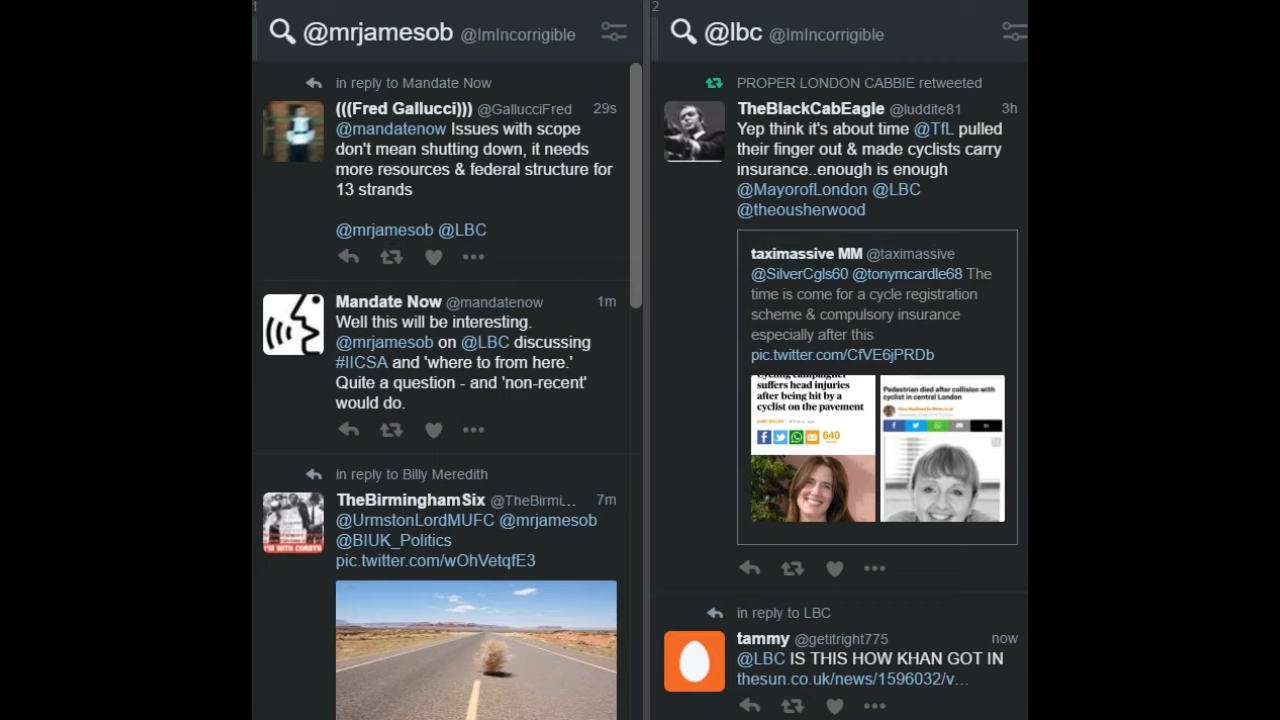 1
@mrjamesob @ImIncorrigible
in reply to Mandate Now
(((Fred Gallucci))) @GallucciFred 29s
@mandatenow Issues with scope
don't mean shutting down, it needs
more resources & federal structure for
13 strands
@mrjamesob @LBC
Mandate Now @mandatenow 1m
Well this will be interesting.
@mrjamesob on @LBC discussing
#IICSA and 'where to from here.'
Quite a question - and 'non-recent'
would do.
in reply to Billy Meredith
TheBirminghamSix @TheBirmi... 7m
@UrmstonLordMUFC @mrjamesob
@BIUK_Politics
pic.twitter.com/wOhVetqfE3
I'M WITH CORBYN
2
@lbc @ImIncorrigible
PROPER LONDON CABBIE retweeted
TheBlackCabEagle @luddite81 3h
Yep think it's about time @TfL pulled
their finger out & made cyclists carry
insurance..enough is enough
@MayorofLondon @LBC
@theousherwood
taximassive MM @taximassive
@SilverCgls60 @tonymcardle68 The
time is come for a cycle registration
scheme & compulsory insurance
especially after this
pic.twitter.com/CfVE6jPRDb
Cycling campaigner
suffers head injuries
after being hit by a
cyclist on the pavement
640
Pedestrian died after collision with
cyclist in central London
in reply to LBC
tammy @getitright775 now
@LBC IS THIS HOW KHAN GOT IN
thesun.co.uk/news/1596032/v...